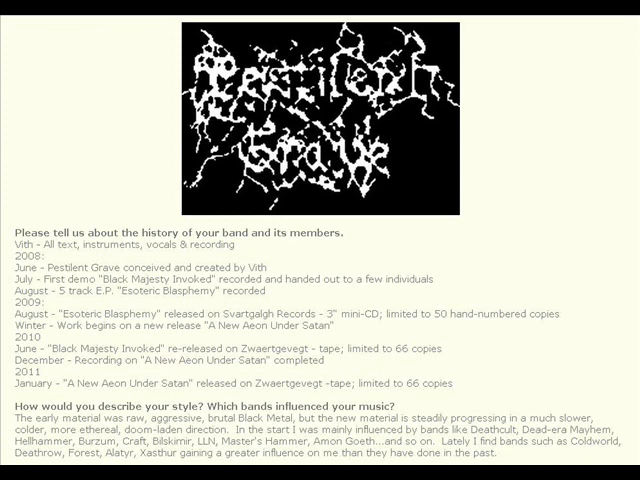 Pestilent
Grave
Please tell us about the history of your band and its members.
Vith - All text, instruments, vocals & recording
2008:
June - Pestilent Grave conceived and created by Vith
July - First demo "Black Majesty Invoked" recorded and handed out to a few individuals
August - 5 track E.P. "Esoteric Blasphemy" recorded
2009:
August - "Esoteric Blasphemy" released on Svartgalgh Records - 3" mini-CD; limited to 50 hand-numbered copies
Winter - Work begins on a new release "A New Aeon Under Satan"
2010
June - "Black Majesty Invoked" re-released on Zwaertgevegt - tape; limited to 66 copies
December - Recording on "A New Aeon Under Satan" completed
2011
January - "A New Aeon Under Satan" released on Zwaertgevegt -tape; limited to 66 copies
How would you describe your style? Which bands influenced your music?
The early material was raw, aggressive, brutal Black Metal, but the new material is steadily progressing in a much slower,
colder, more ethereal, doom-laden direction.  In the start I was mainly influenced by bands like Deathcult, Dead-era Mayhem,
Hellhammer, Burzum, Craft, Bilskirnir, LLN, Master's Hammer, Amon Goeth...and so on.  Lately I find bands such as Coldworld,
Deathrow, Forest, Alatyr, Xasthur gaining a greater influence on me than they have done in the past.